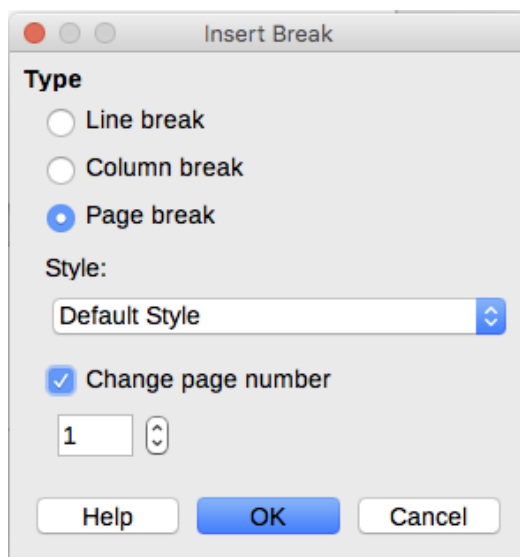 Insert Break
Type
Line break
Column break
Page break
Style:
Default Style
Change page number
1
Help OK Cancel